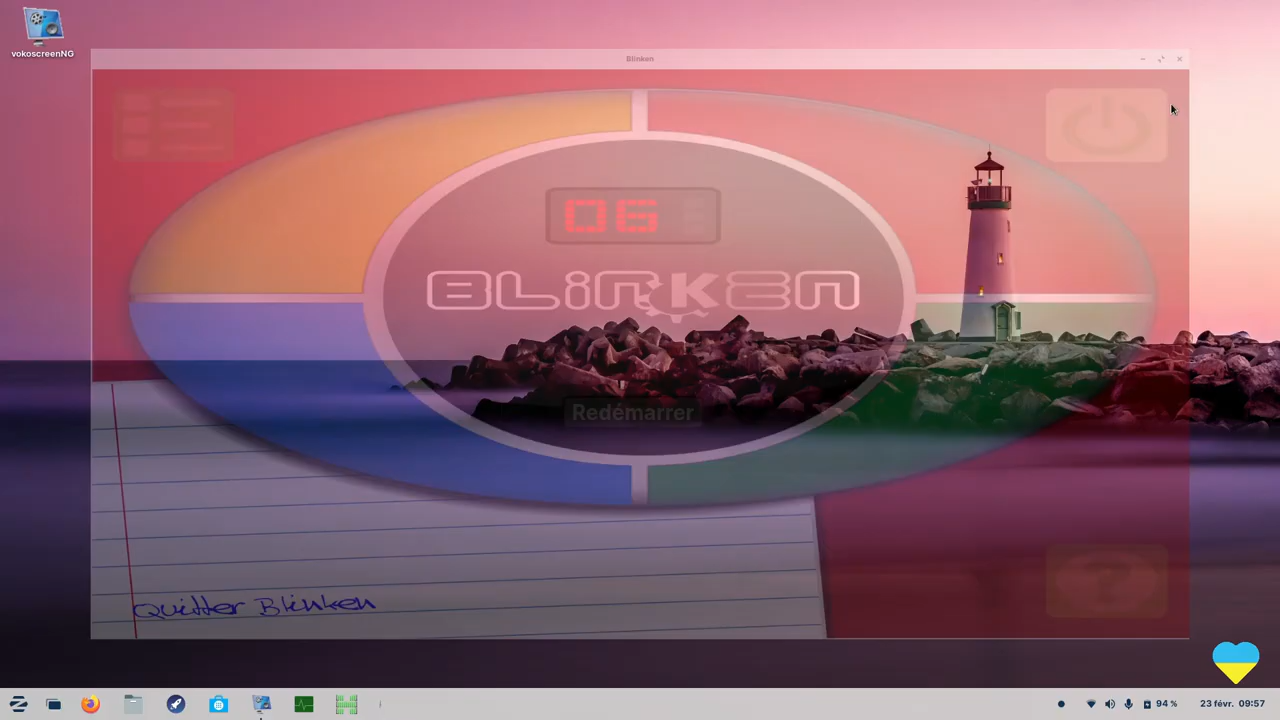 vokoscreenNG
Blinken
06
BLINKEN
Redémarrer
?
Quitter Blinken
94 %
23 févr. 09:57